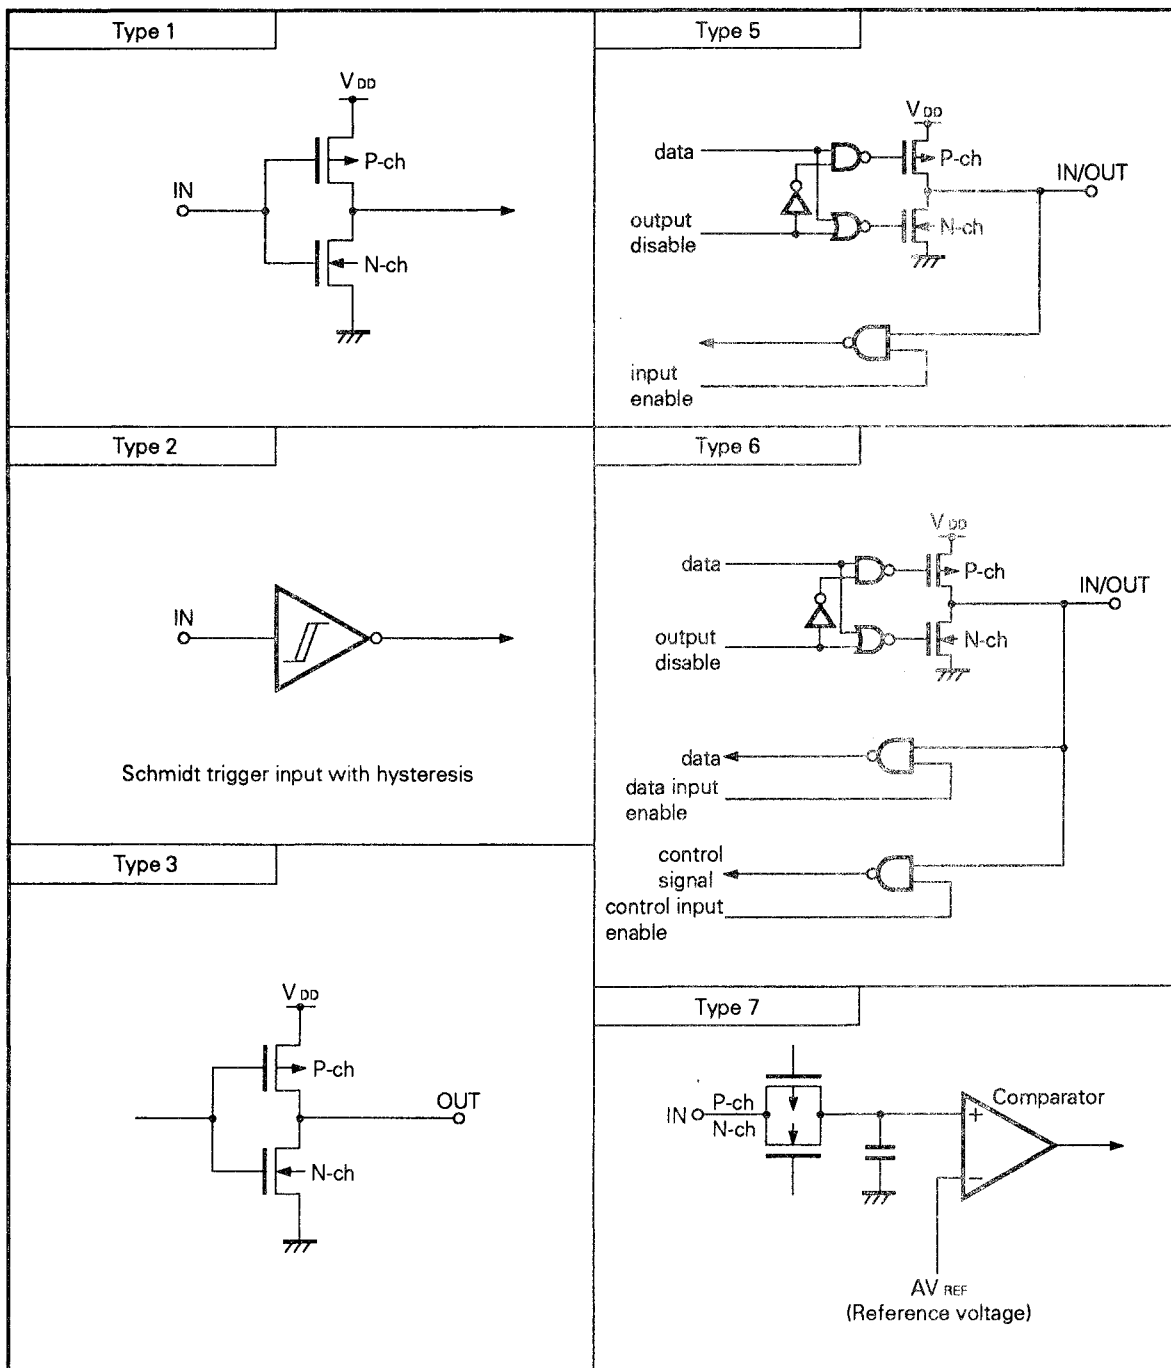 Type 1
V DD
P-ch
IN
N-ch
Type 2
IN
Schmidt trigger input with hysteresis
Type 3
V DD
P-ch
OUT
N-ch
Type 5
V DD
data
P-ch
IN/OUT
output
disable
N-ch
input
enable
Type 6
V DD
data
P-ch
IN/OUT
output
disable
N-ch
data
data input
enable
control
signal
control input
enable
Type 7
P-ch
IN
N-ch
Comparator
+
−
AV REF
(Reference voltage)